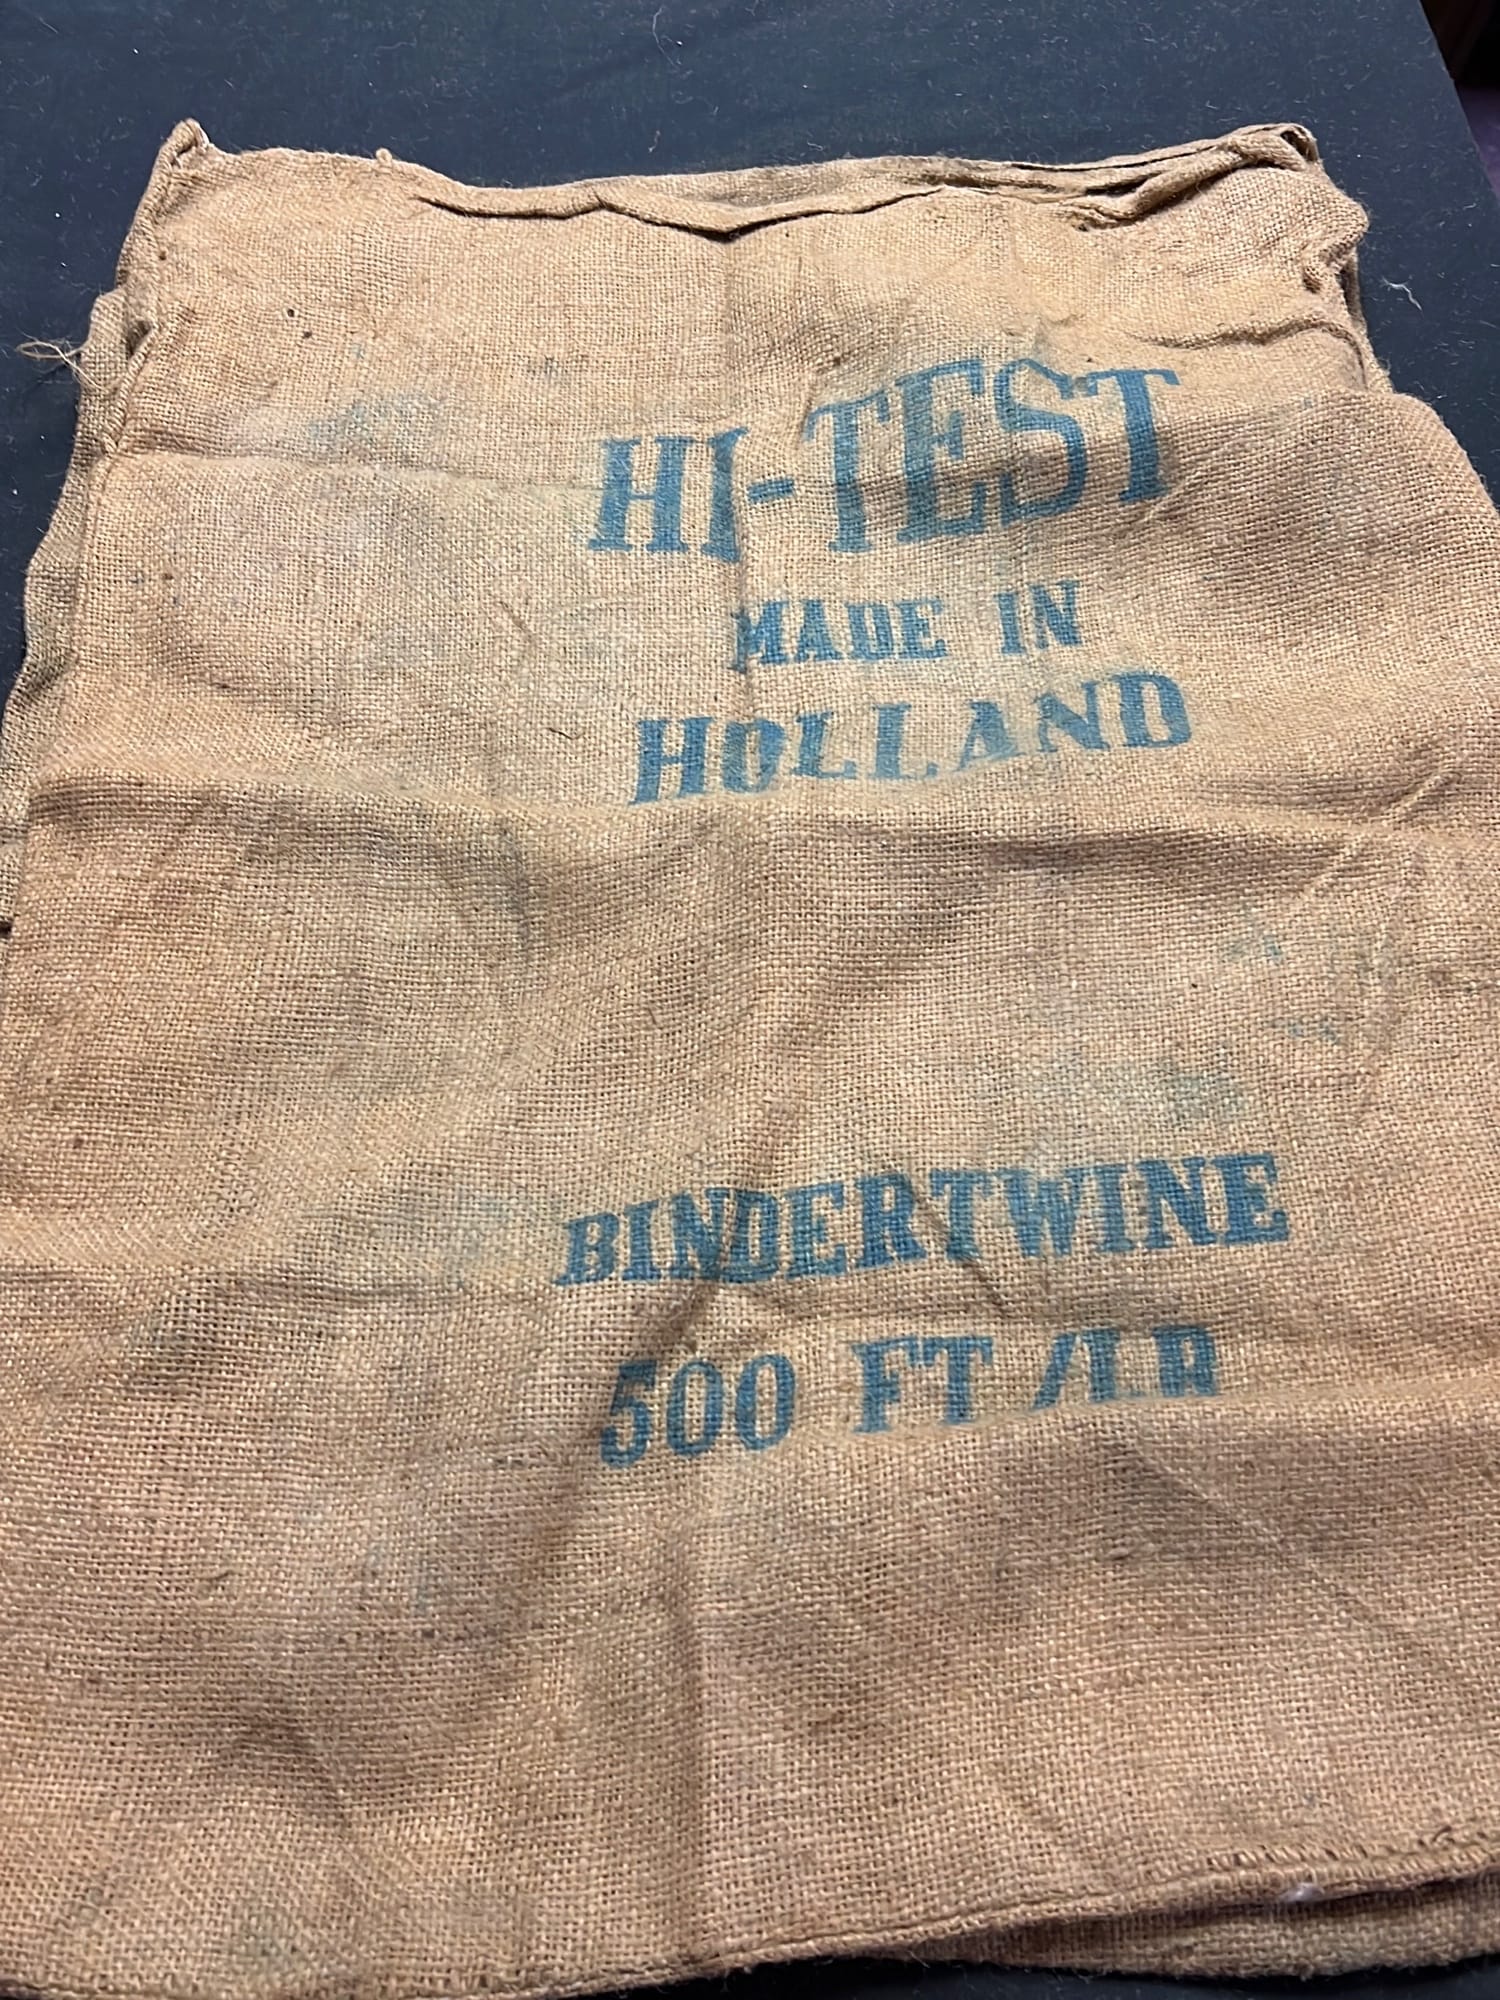 HI-TEST
MADE IN
HOLLAND
BINDERTWINE
500 FT/LB